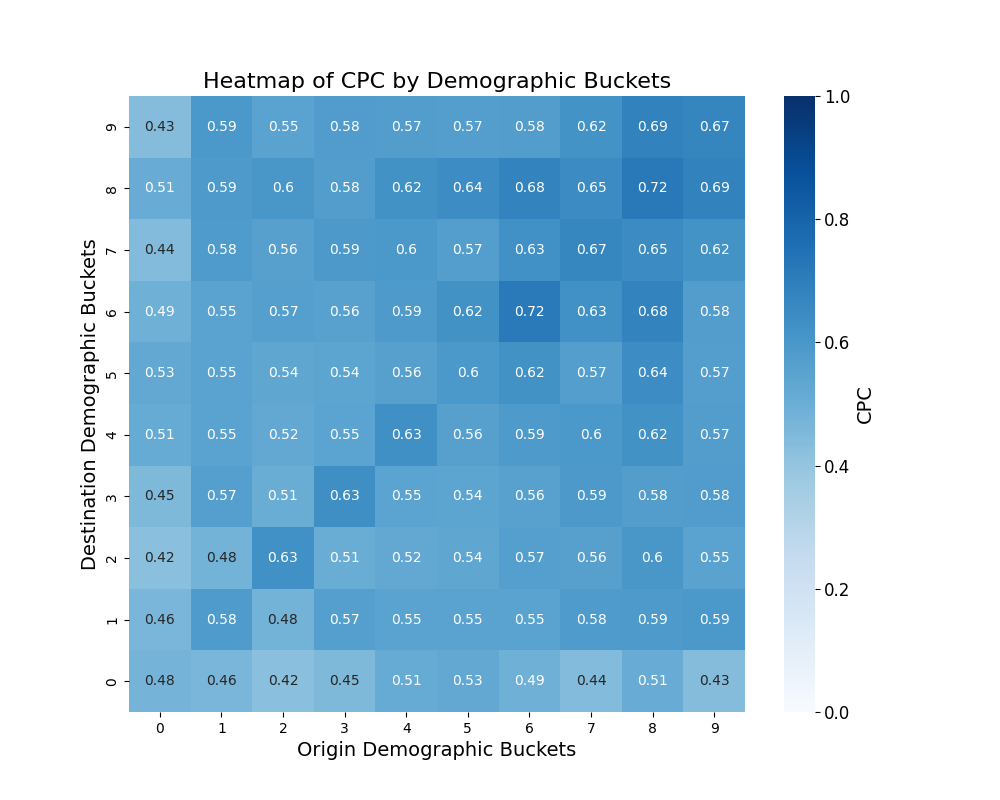 Heatmap of CPC by Demographic Buckets
9 0.43 0.59 0.55 0.58 0.57 0.57 0.58 0.62 0.69 0.67
8 0.51 0.59 0.6 0.58 0.62 0.64 0.68 0.65 0.72 0.69
7 0.44 0.58 0.56 0.59 0.6 0.57 0.63 0.67 0.65 0.62
6 0.49 0.55 0.57 0.56 0.59 0.62 0.72 0.63 0.68 0.58
5 0.53 0.55 0.54 0.54 0.56 0.6 0.62 0.57 0.64 0.57
4 0.51 0.55 0.52 0.55 0.63 0.56 0.59 0.6 0.62 0.57
3 0.45 0.57 0.51 0.63 0.55 0.54 0.56 0.59 0.58 0.58
2 0.42 0.48 0.63 0.51 0.52 0.54 0.57 0.56 0.6 0.55
1 0.46 0.58 0.48 0.57 0.55 0.55 0.55 0.58 0.59 0.59
0 0.48 0.46 0.42 0.45 0.51 0.53 0.49 0.44 0.51 0.43
0 1 2 3 4 5 6 7 8 9
Origin Demographic Buckets
Destination Demographic Buckets
1.0
0.8
0.6
0.4
0.2
0.0
CPC